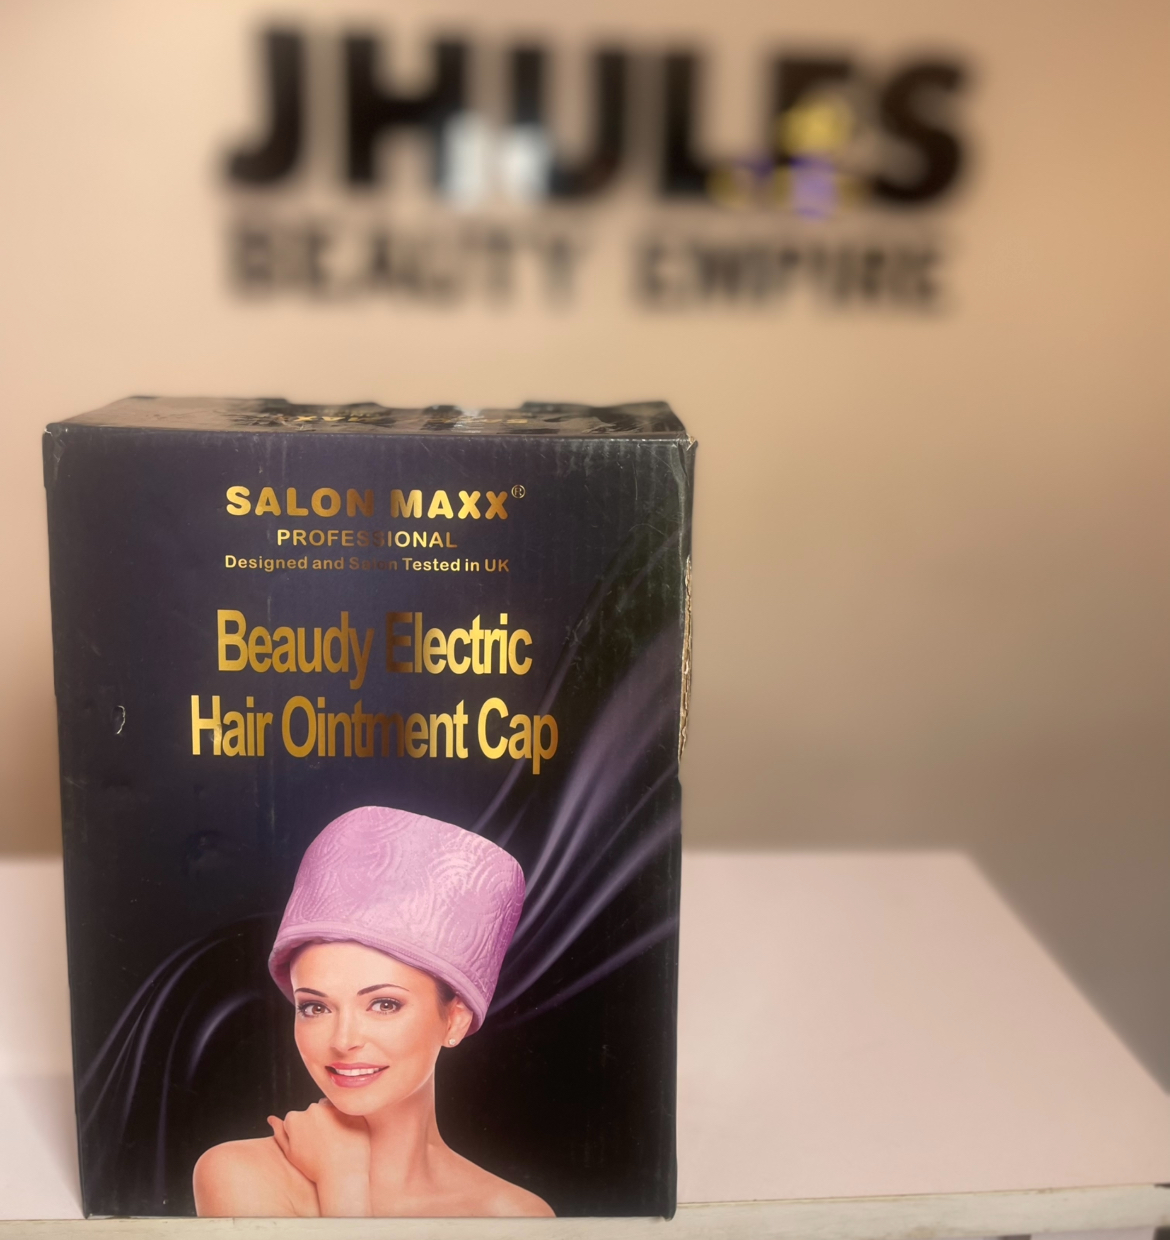 JHULES
BEAUTY EMPIRE
SALON MAXX®
PROFESSIONAL
Designed and Salon Tested in UK
Beaudy Electric
Hair Ointment Cap